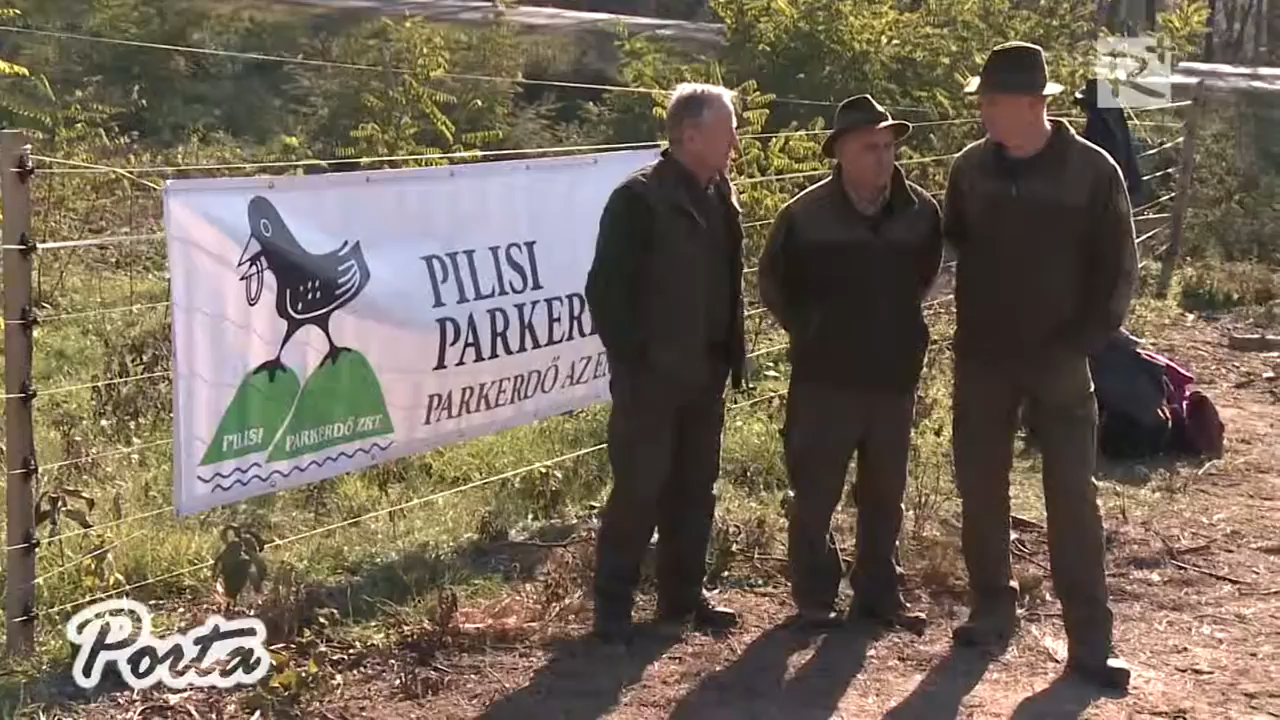 PILISI
PARKER
PARKERDŐ AZ
PILISI PARKERDŐ ZRT
Porta